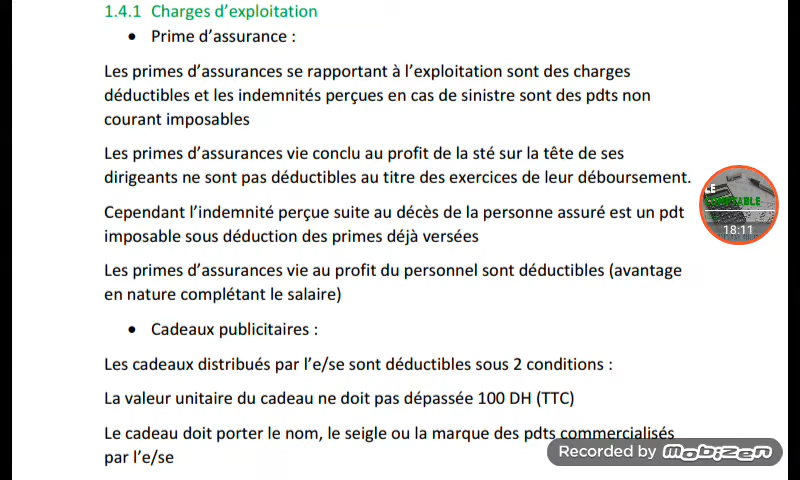 1.4.1 Charges d’exploitation
• Prime d’assurance :
Les primes d’assurances se rapportant à l’exploitation sont des charges
déductibles et les indemnités perçues en cas de sinistre sont des pdts non
courant imposables
Les primes d’assurances vie conclu au profit de la sté sur la tête de ses
dirigeants ne sont pas déductibles au titre des exercices de leur déboursement.
Cependant l’indemnité perçue suite au décès de la personne assuré est un pdt
imposable sous déduction des primes déjà versées
Les primes d’assurances vie au profit du personnel sont déductibles (avantage
en nature complétant le salaire)
• Cadeaux publicitaires :
Les cadeaux distribués par l’e/se sont déductibles sous 2 conditions :
La valeur unitaire du cadeau ne doit pas dépassée 100 DH (TTC)
Le cadeau doit porter le nom, le seigle ou la marque des pdts commercialisés
par l’e/se
LE
18:11
Recorded by mobizen